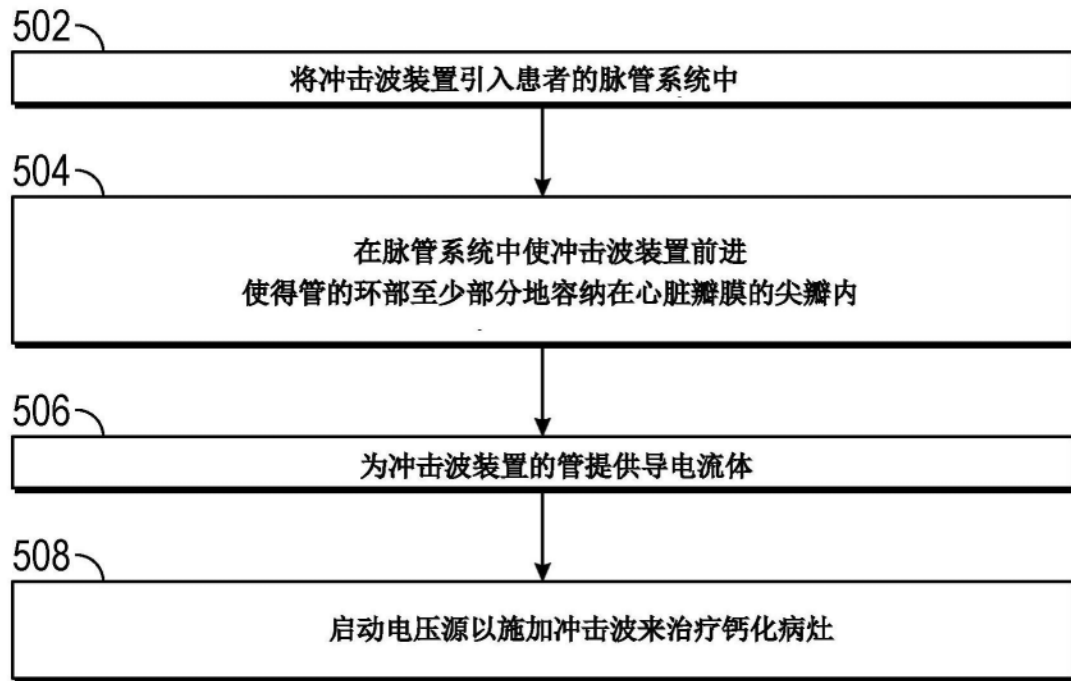 502
将冲击波装置引入患者的脉管系统中
504
在脉管系统中使冲击波装置前进
使得管的环部至少部分地容纳在心脏瓣膜的尖瓣内
506
为冲击波装置的管提供导电流体
508
启动电压源以施加冲击波来治疗钙化病灶